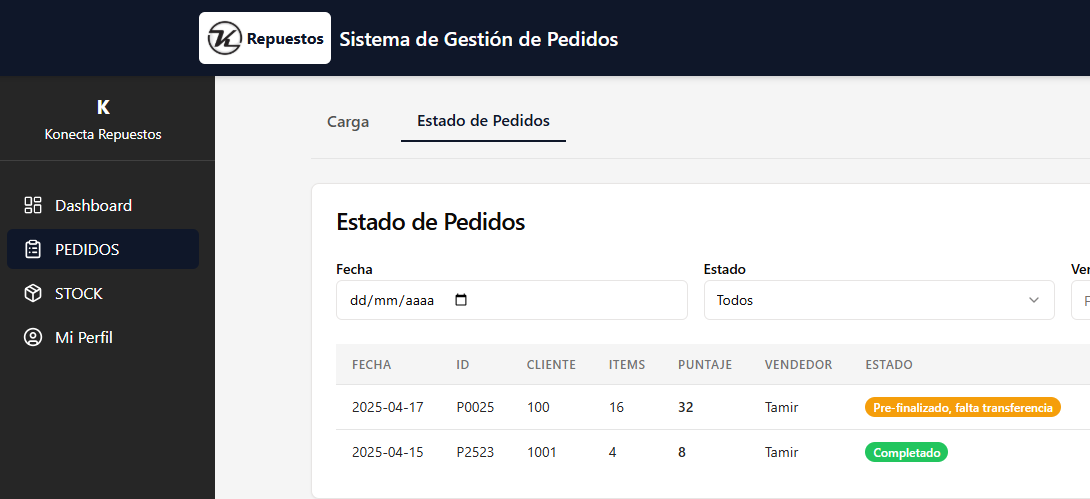 K Repuestos Sistema de Gestión de Pedidos
K
Konecta Repuestos
Dashboard
PEDIDOS
STOCK
Mi Perfil
Carga Estado de Pedidos
Estado de Pedidos
Fecha Estado
dd/mm/aaaa Todos
FECHA ID CLIENTE ITEMS PUNTAJE VENDEDOR ESTADO
2025-04-17 P0025 100 16 32 Tamir Pre-finalizado, falta transferencia
2025-04-15 P2523 1001 4 8 Tamir Completado